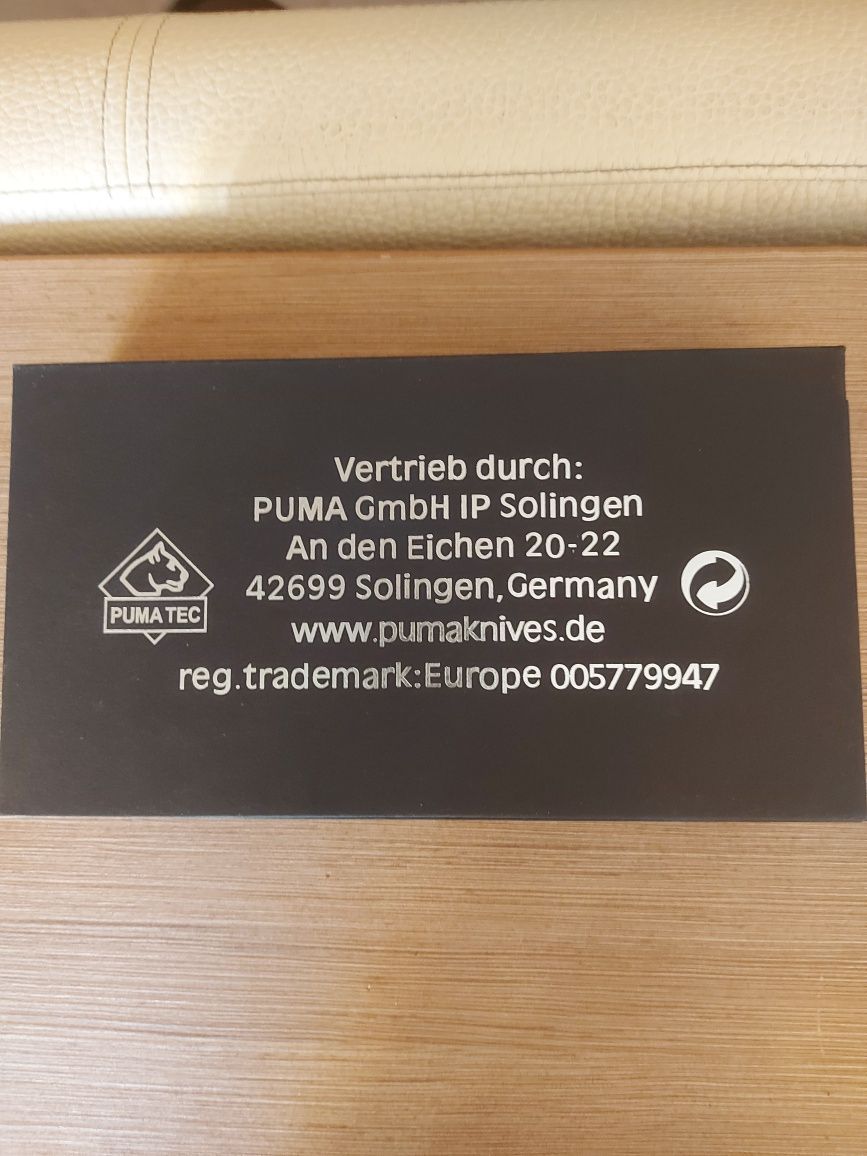 Vertrieb durch:
PUMA GmbH IP Solingen
An den Eichen 20-22
42699 Solingen,Germany
www.pumaknives.de
reg.trademark:Europe 005779947
PUMA TEC